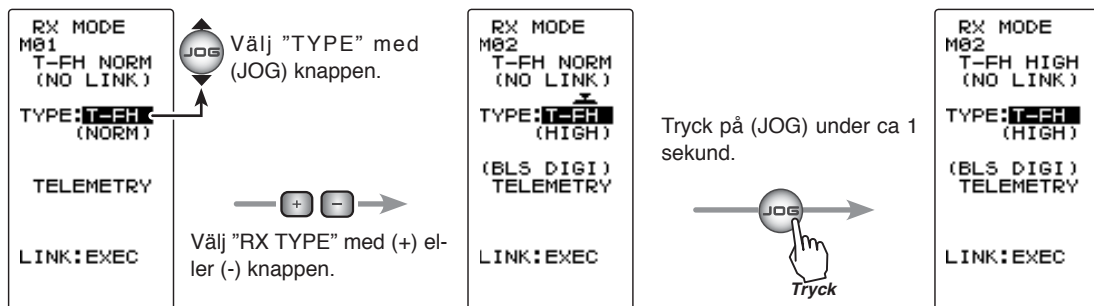 RX MODE
M01
T-FH NORM
(NO LINK)
TYPE:T-FH
(NORM)
TELEMETRY
LINK:EXEC
JOG
Välj "TYPE" med
(JOG) knappen.
+ -
Välj "RX TYPE" med (+) el-
ler (-) knappen.
RX MODE
M02
T-FH NORM
(NO LINK)
TYPE:T-FH
(HIGH)
(BLS DIGI)
TELEMETRY
LINK:EXEC
Tryck på (JOG) under ca 1
sekund.
JOG
Tryck
RX MODE
M02
T-FH HIGH
(NO LINK)
TYPE:T-FH
(HIGH)
(BLS DIGI)
TELEMETRY
LINK:EXEC